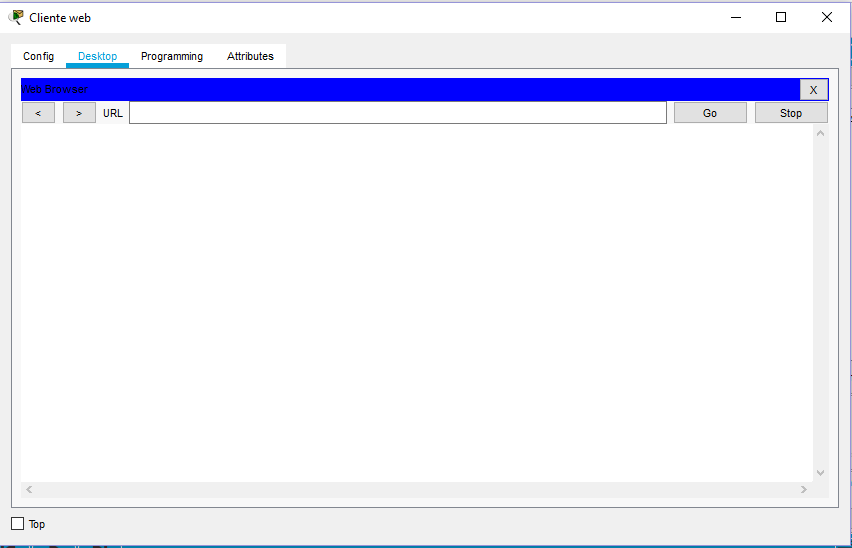 Cliente web
Config Desktop Programming Attributes
Web Browser X
< > URL Go Stop
Top